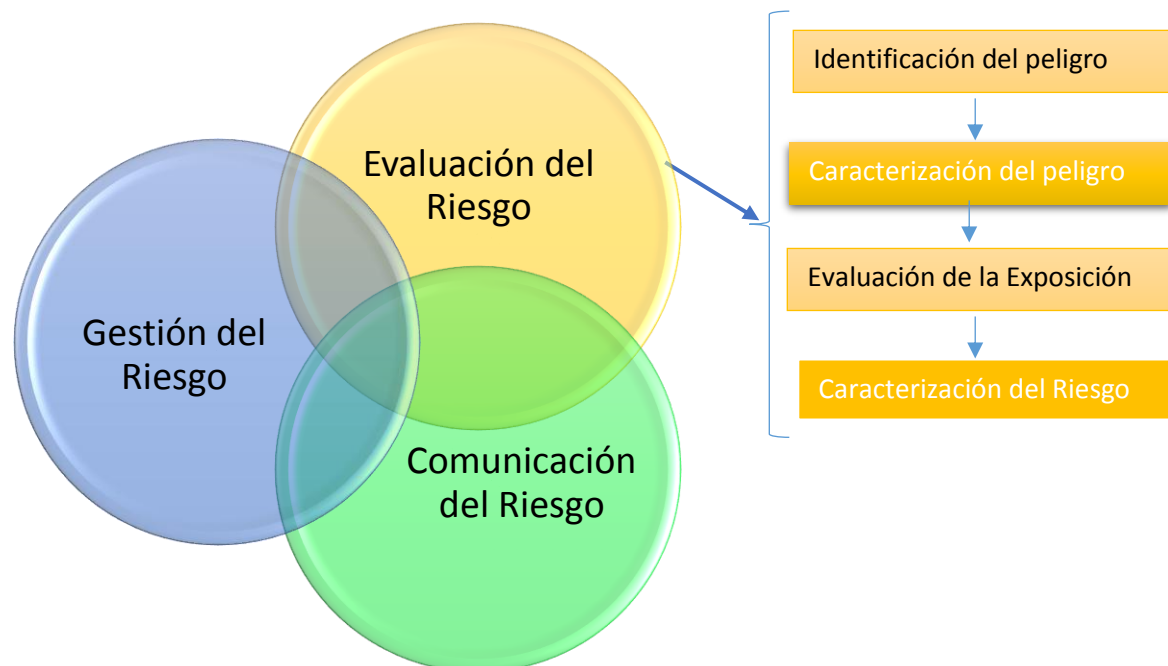 Evaluación del
Riesgo
Gestión del
Riesgo
Comunicación
del Riesgo
Identificación del peligro
Caracterización del peligro
Evaluación de la Exposición
Caracterización del Riesgo